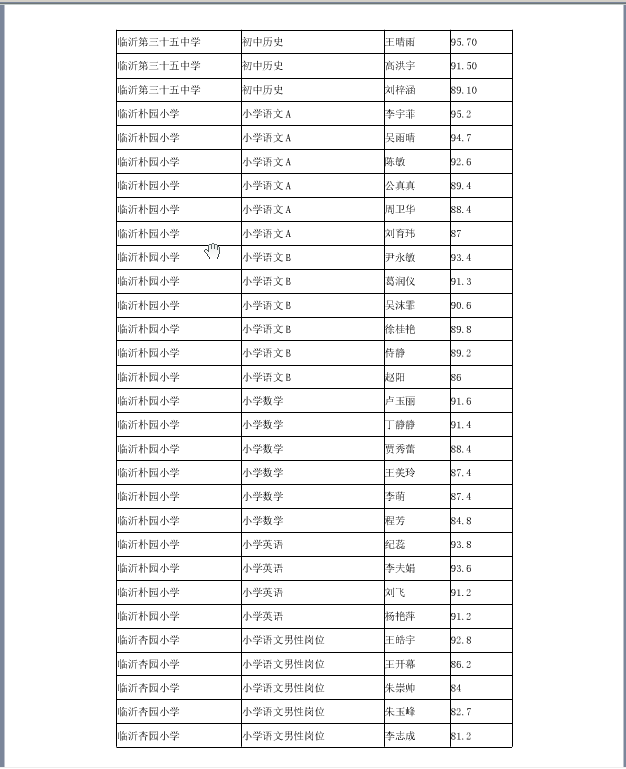 临沂第三十五中学 初中历史 王晴雨 95.70
临沂第三十五中学 初中历史 高洪宇 91.50
临沂第三十五中学 初中历史 刘梓涵 89.10
临沂朴园小学 小学语文A 李宇菲 95.2
临沂朴园小学 小学语文A 吴雨晴 94.7
临沂朴园小学 小学语文A 陈敏 92.6
临沂朴园小学 小学语文A 公真真 89.4
临沂朴园小学 小学语文A 周卫华 88.4
临沂朴园小学 小学语文A 刘育玮 87
临沂朴园小学 小学语文B 尹永敏 93.4
临沂朴园小学 小学语文B 葛润仪 91.3
临沂朴园小学 小学语文B 吴沫霏 90.6
临沂朴园小学 小学语文B 徐桂艳 89.8
临沂朴园小学 小学语文B 侍静 89.2
临沂朴园小学 小学语文B 赵阳 86
临沂朴园小学 小学数学 卢玉丽 91.6
临沂朴园小学 小学数学 丁静静 91.4
临沂朴园小学 小学数学 贾秀蕾 88.4
临沂朴园小学 小学数学 王美玲 87.4
临沂朴园小学 小学数学 李萌 87.4
临沂朴园小学 小学数学 程芳 84.8
临沂朴园小学 小学英语 纪蕊 93.8
临沂朴园小学 小学英语 李夫娟 93.6
临沂朴园小学 小学英语 刘飞 91.2
临沂朴园小学 小学英语 杨艳萍 91.2
临沂杏园小学 小学语文男性岗位 王皓宇 92.8
临沂杏园小学 小学语文男性岗位 王开幕 86.2
临沂杏园小学 小学语文男性岗位 朱崇帅 84
临沂杏园小学 小学语文男性岗位 朱玉峰 82.7
临沂杏园小学 小学语文男性岗位 李志成 81.2